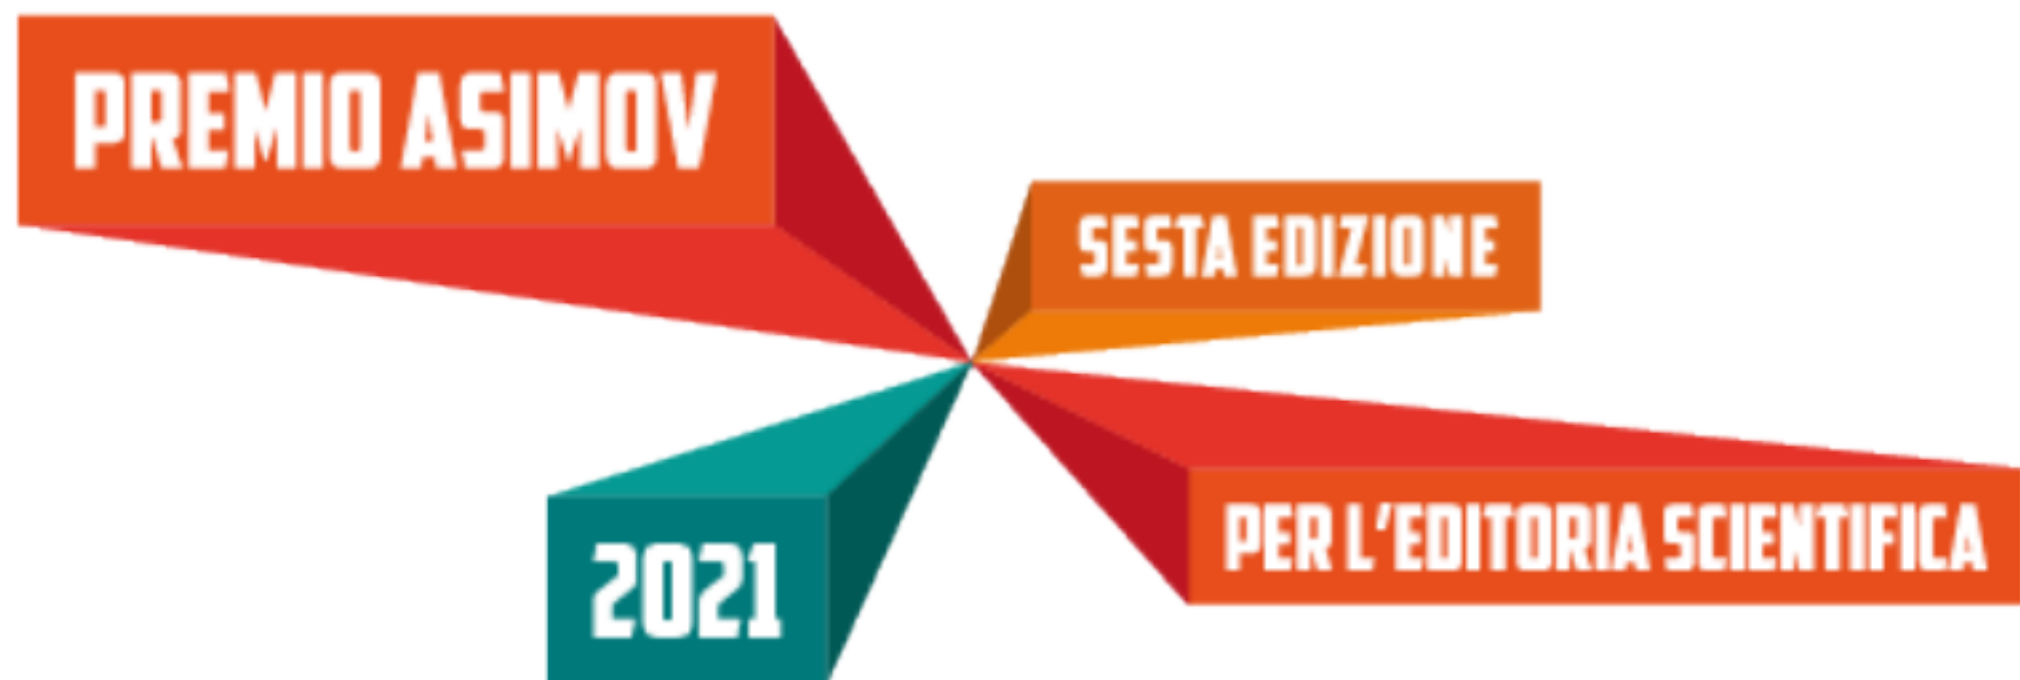 PREMIO ASIMOV
SESTA EDIZIONE
PER L'EDITORIA SCIENTIFICA
2021